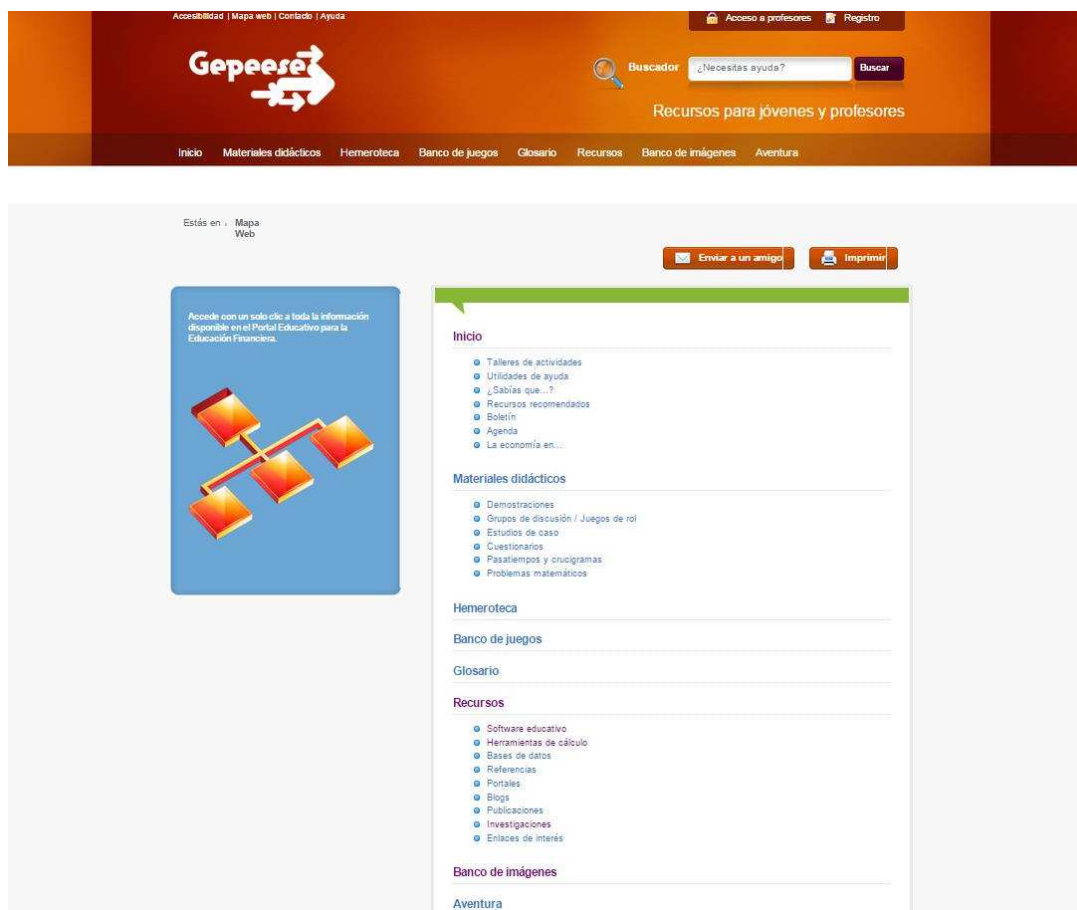 Accesibilidad | Mapa web | Contacto | Ayuda
Acceso a profesores Registro
Gepeese
Buscador ¿Necesitas ayuda? Buscar
Recursos para jóvenes y profesores
Inicio Materiales didácticos Hemeroteca Banco de juegos Glosario Recursos Banco de imágenes Aventura
Estás en › Mapa
Web
Enviar a un amigo Imprimir
Accede con un solo clic a toda la información
disponible en el Portal Educativo para la
Educación Financiera.
Inicio
Talleres de actividades
Utilidades de ayuda
¿Sabías que...?
Recursos recomendados
Boletín
Agenda
La economía en...
Materiales didácticos
Demostraciones
Grupos de discusión / Juegos de rol
Estudios de caso
Cuestionarios
Pasatiempos y crucigramas
Problemas matemáticos
Hemeroteca
Banco de juegos
Glosario
Recursos
Software educativo
Herramientas de cálculo
Bases de datos
Referencias
Portales
Blogs
Publicaciones
Investigaciones
Enlaces de interés
Banco de imágenes
Aventura